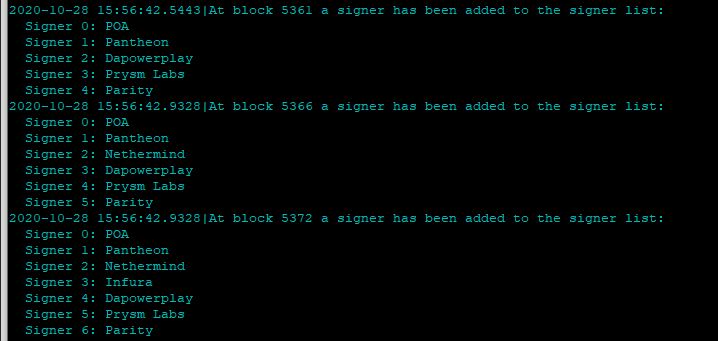 2020-10-28 15:56:42.5443|At block 5361 a signer has been added to the signer list:
Signer 0: POA
Signer 1: Pantheon
Signer 2: Dapowerplay
Signer 3: Prysm Labs
Signer 4: Parity
2020-10-28 15:56:42.9328|At block 5366 a signer has been added to the signer list:
Signer 0: POA
Signer 1: Pantheon
Signer 2: Nethermind
Signer 3: Dapowerplay
Signer 4: Prysm Labs
Signer 5: Parity
2020-10-28 15:56:42.9328|At block 5372 a signer has been added to the signer list:
Signer 0: POA
Signer 1: Pantheon
Signer 2: Nethermind
Signer 3: Infura
Signer 4: Dapowerplay
Signer 5: Prysm Labs
Signer 6: Parity